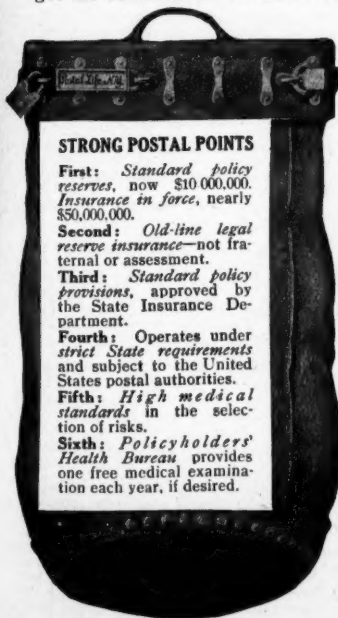 Postal Life N.Y.
STRONG POSTAL POINTS
First: Standard policy
reserves, now $10 000,000.
Insurance in force, nearly
$50,000,000.
Second: Old-line legal
reserve insurance—not fra-
ternal or assessment.
Third: Standard policy
provisions, approved by
the State Insurance De-
partment.
Fourth: Operates under
strict State requirements
and subject to the United
States postal authorities.
Fifth: High medical
standards in the selec-
tion of risks.
Sixth: Policyholders'
Health Bureau provides
one free medical examina-
tion each year, if desired.